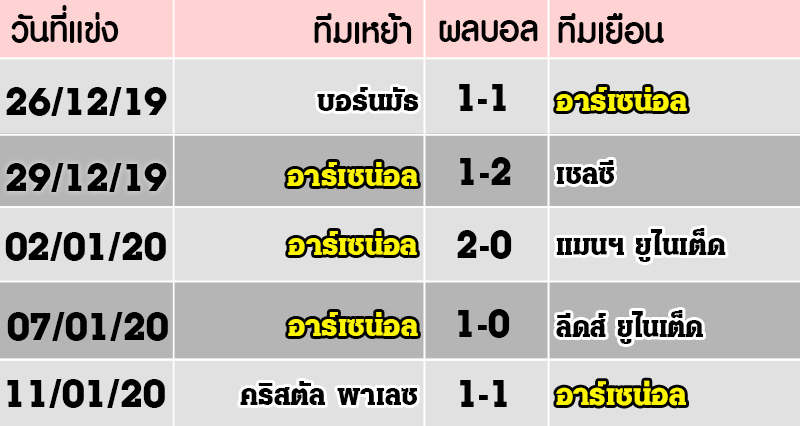 วันที่แข่ง ทีมเหย้า ผลบอล ทีมเยือน
26/12/19 บอร์นมัธ 1-1 อาร์เซน่อล
29/12/19 อาร์เซน่อล 1-2 เชลซี
02/01/20 อาร์เซน่อล 2-0 แมนฯ ยูไนเต็ด
07/01/20 อาร์เซน่อล 1-0 ลีดส์ ยูไนเต็ด
11/01/20 คริสตัล พาเลซ 1-1 อาร์เซน่อล